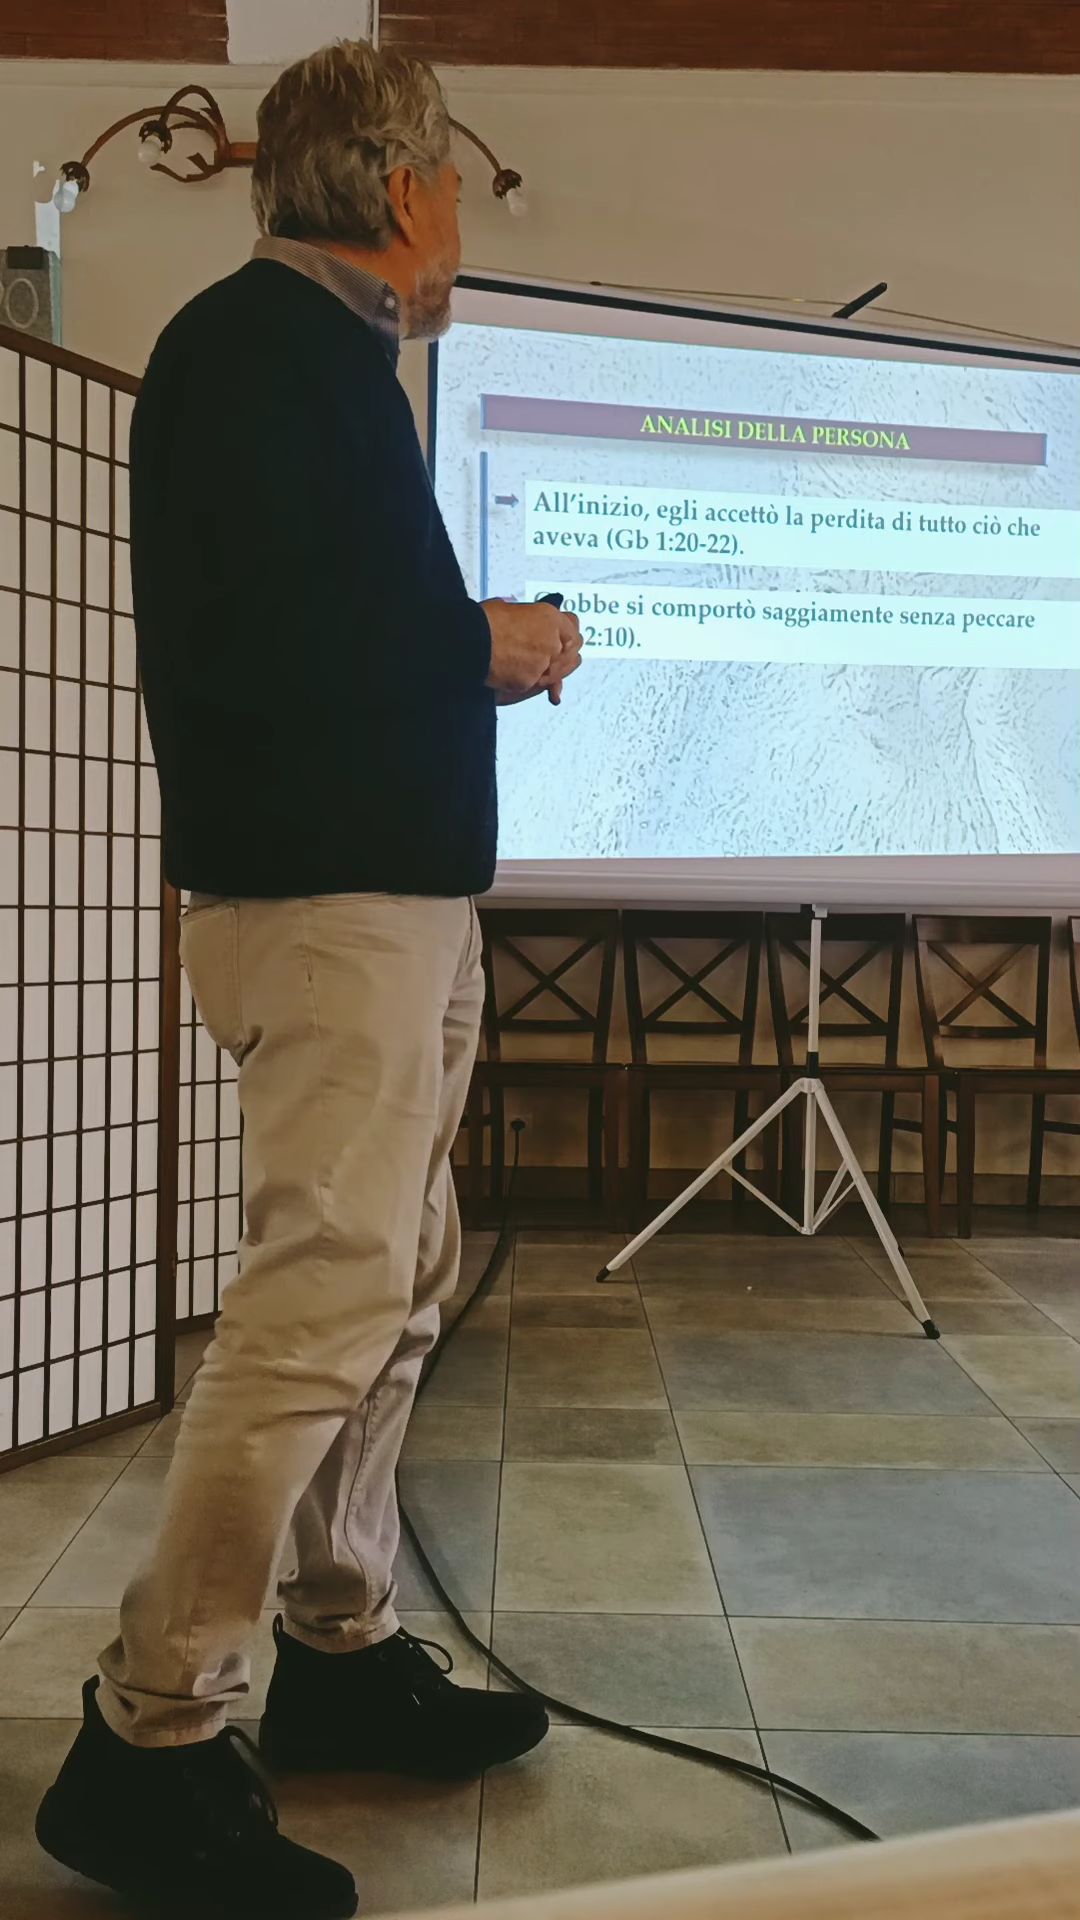 ANALISI DELLA PERSONA
All'inizio, egli accettò la perdita di tutto ciò che
aveva (Gb 1:20-22).
obbe si comportò saggiamente senza peccare
2:10).